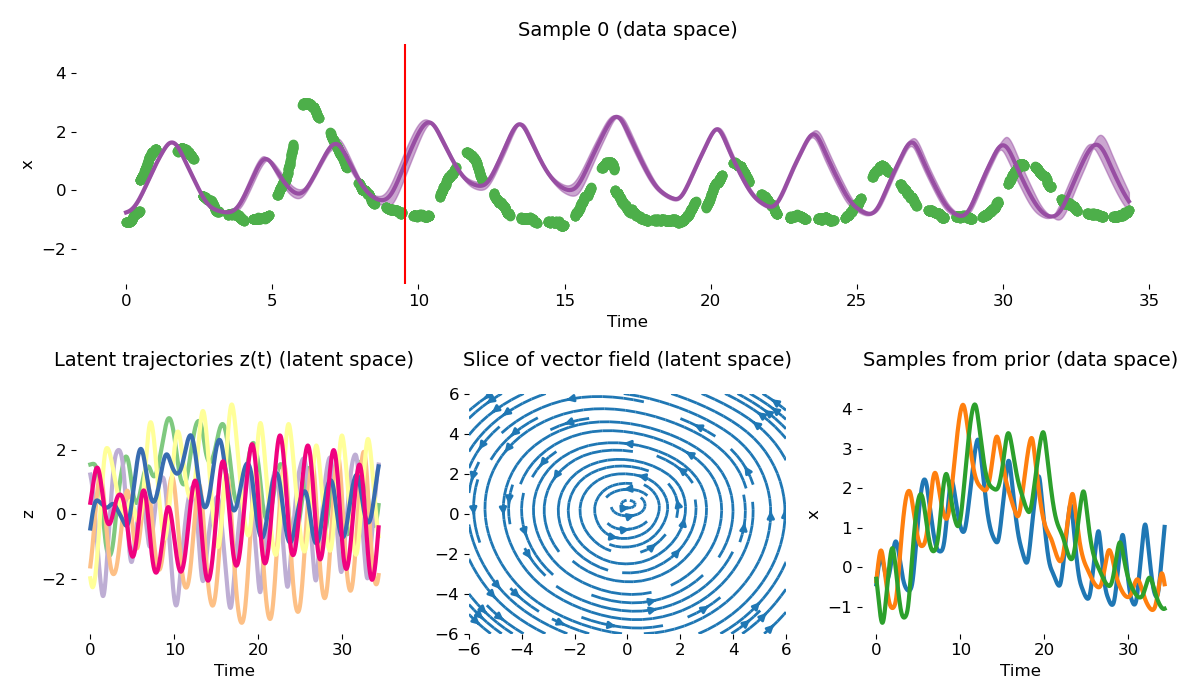 Sample 0 (data space)
4
2
0
−2
x
0 5 10 15 20 25 30 35
Time
Latent trajectories z(t) (latent space)
2
0
−2
z
0 10 20 30
Time
Slice of vector field (latent space)
6
4
2
0
−2
−4
−6
−6 −4 −2 0 2 4 6
Samples from prior (data space)
4
3
2
1
0
−1
x
0 10 20 30
Time